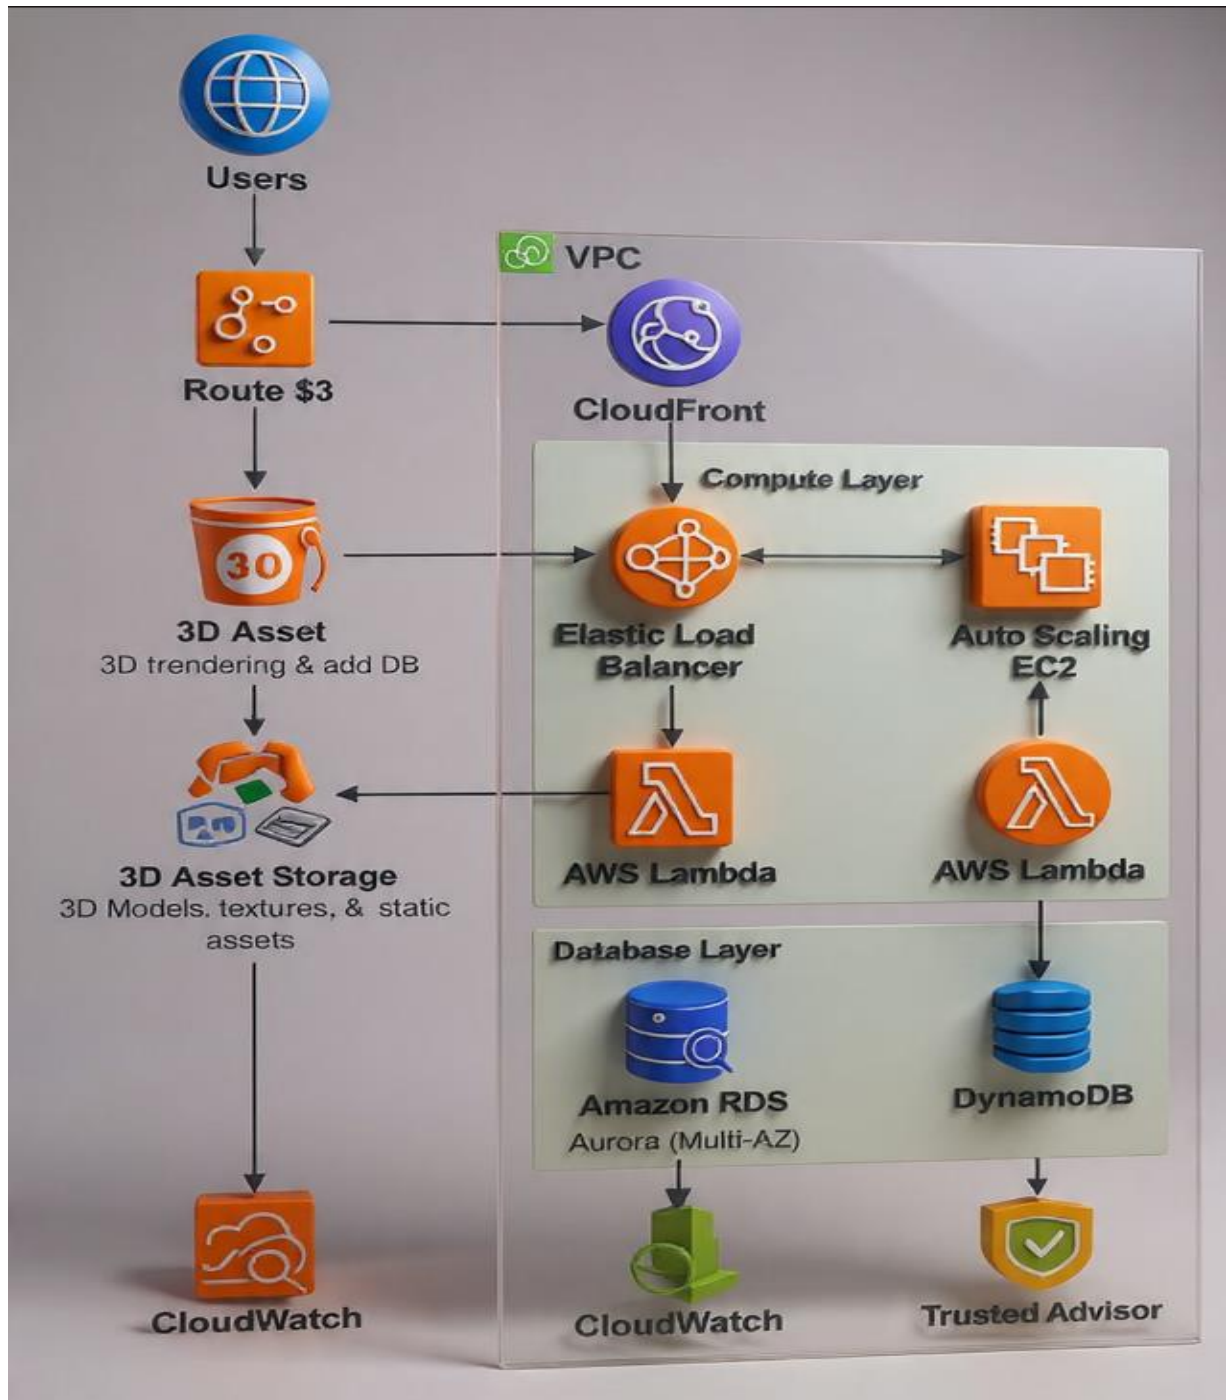 Users
VPC
Route $3
CloudFront
Compute Layer
30
3D Asset
3D trendering & add DB
Elastic Load
Balancer
Auto Scaling
EC2
3D Asset Storage
3D Models. textures, & static
assets
AWS Lambda
AWS Lambda
Database Layer
Amazon RDS
Aurora (Multi-AZ)
DynamoDB
CloudWatch
CloudWatch
Trusted Advisor